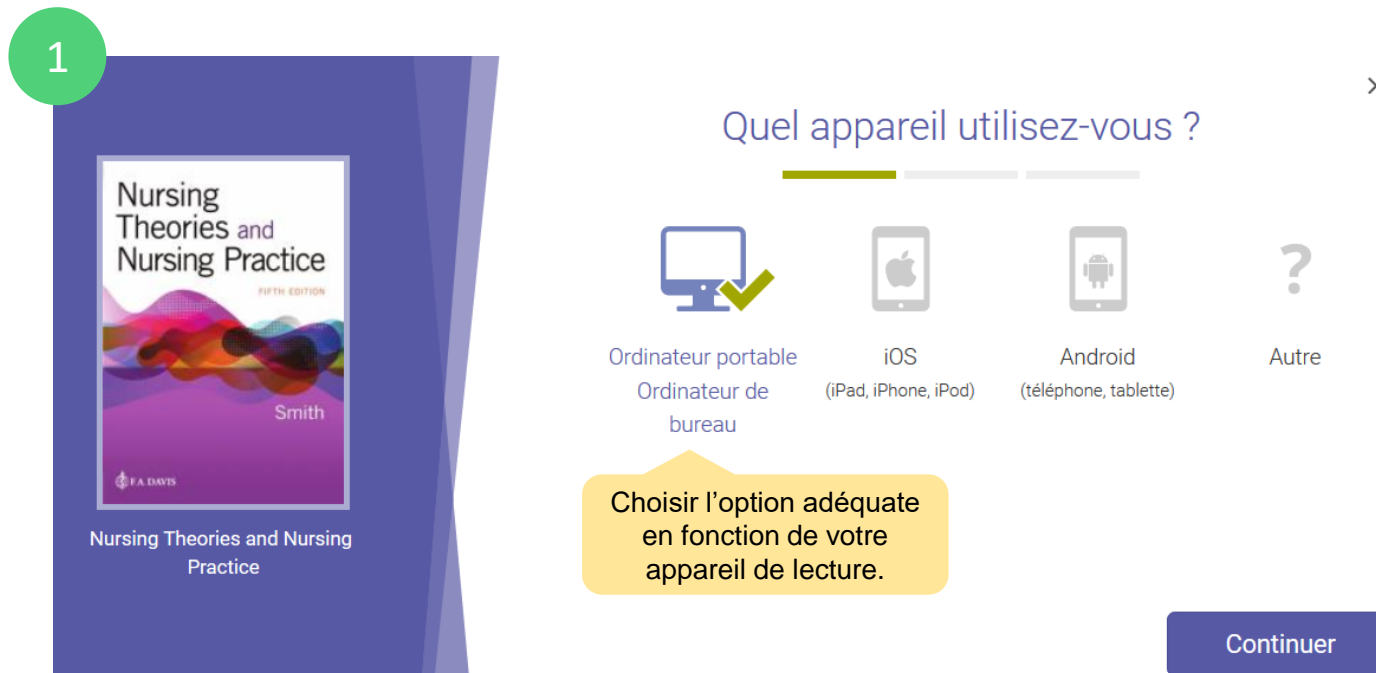 1
Nursing
Theories and
Nursing Practice
FIFTH EDITION
Smith
F.A. DAVIS
Nursing Theories and Nursing
Practice
Quel appareil utilisez-vous ?
?
Ordinateur portable
Ordinateur de
bureau
iOS
(iPad, iPhone, iPod)
Android
(téléphone, tablette)
Autre
Choisir l’option adéquate
en fonction de votre
appareil de lecture.
Continuer